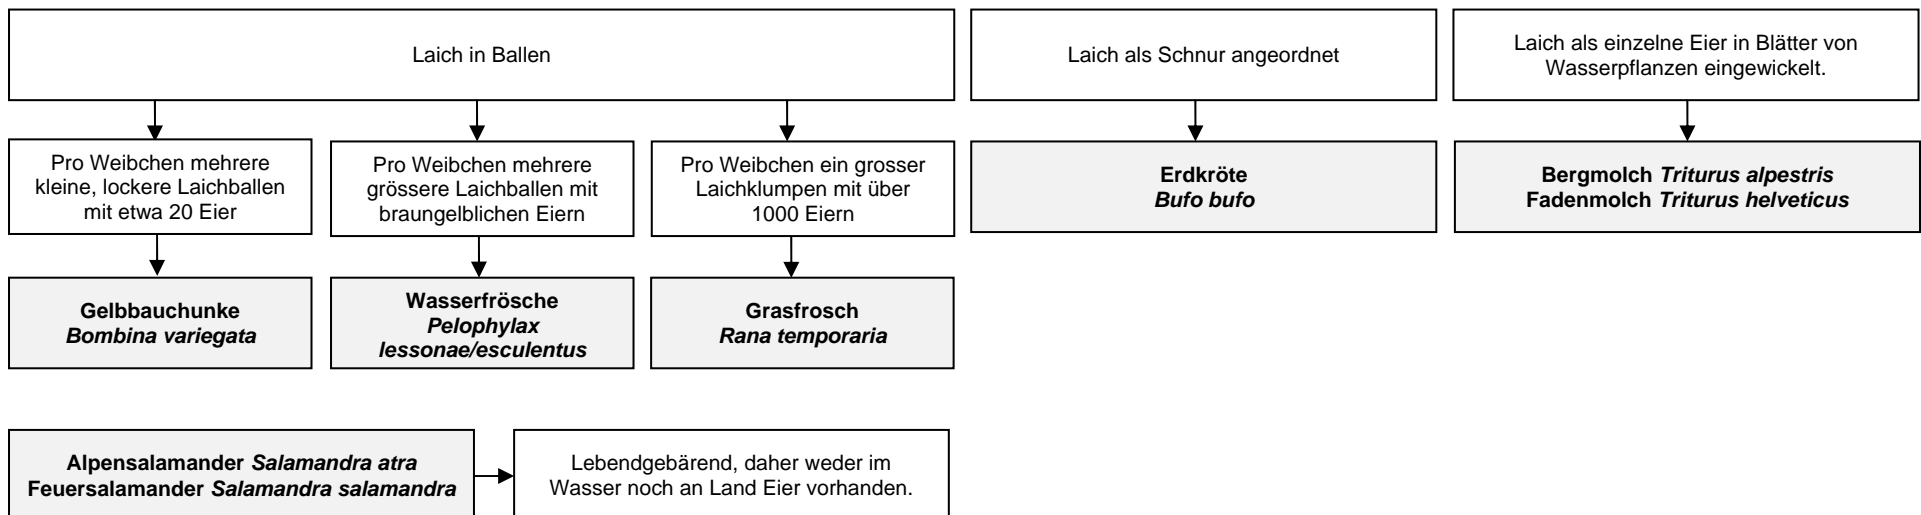 Laich in Ballen
Laich als Schnur angeordnet
Laich als einzelne Eier in Blätter von
Wasserpflanzen eingewickelt.
Pro Weibchen mehrere
kleine, lockere Laichballen
mit etwa 20 Eier
Pro Weibchen mehrere
grössere Laichballen mit
braungelblichen Eiern
Pro Weibchen ein grosser
Laichklumpen mit über
1000 Eiern
Erdkröte
Bufo bufo
Bergmolch Triturus alpestris
Fadenmolch Triturus helveticus
Gelbbauchunke
Bombina variegata
Wasserfrösche
Pelophylax
lessonae/esculentus
Grasfrosch
Rana temporaria
Alpensalamander Salamandra atra
Feuersalamander Salamandra salamandra
Lebendgebärend, daher weder im
Wasser noch an Land Eier vorhanden.